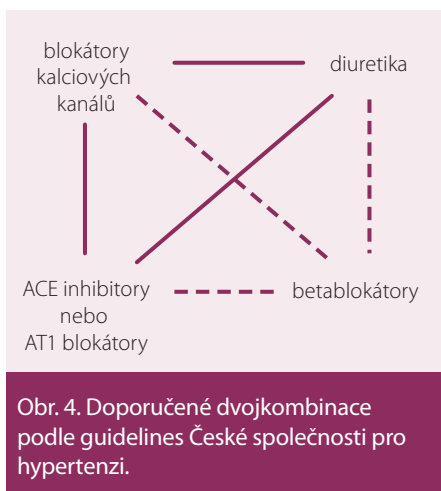 blokátory
kalciových
kanálů
diuretika
ACE inhibitory
nebo
AT1 blokátory
betablokátory
Obr. 4. Doporučené dvojkombinace
podle guidelines České společnosti pro
hypertenzi.